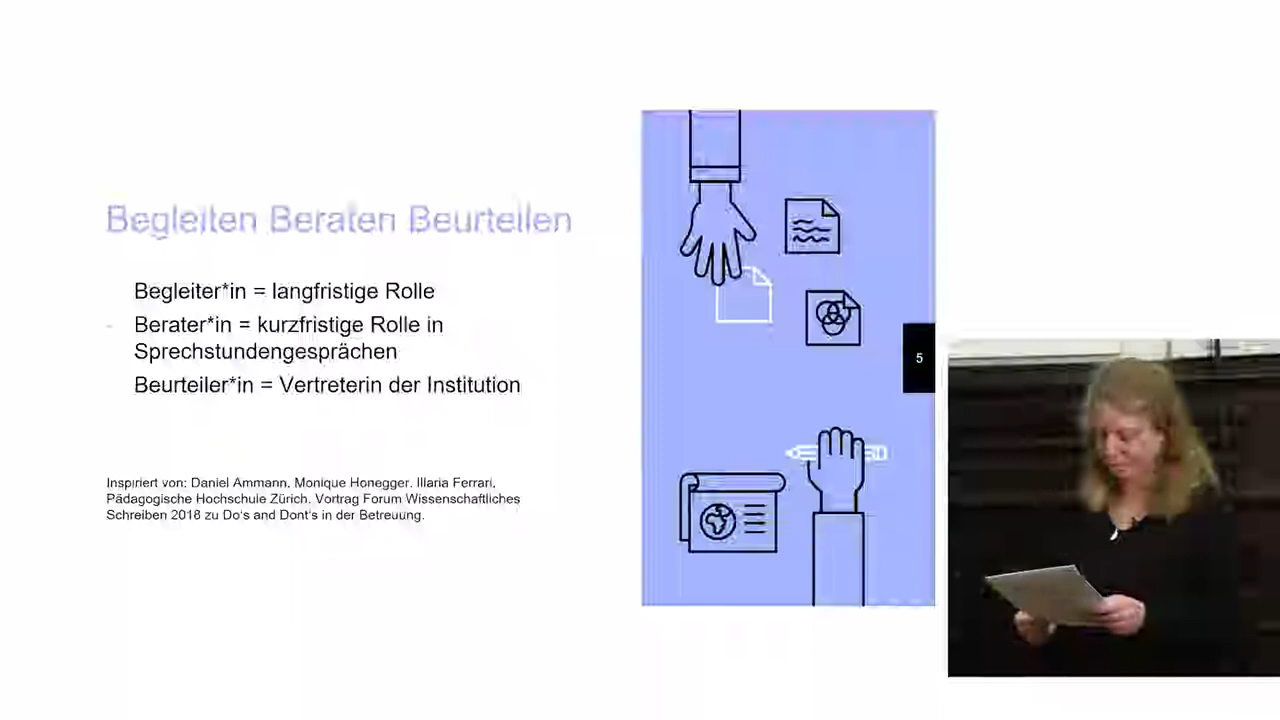 Begleiten Beraten Beurteilen
Begleiter*in = langfristige Rolle
- Berater*in = kurzfristige Rolle in
Sprechstundengesprächen
Beurteiler*in = Vertreterin der Institution
5
Inspiriert von: Daniel Ammann, Monique Honegger, Illaria Ferrari,
Pädagogische Hochschule Zürich. Vortrag Forum Wissenschaftliches
Schreiben 2018 zu Do's and Dont's in der Betreuung.